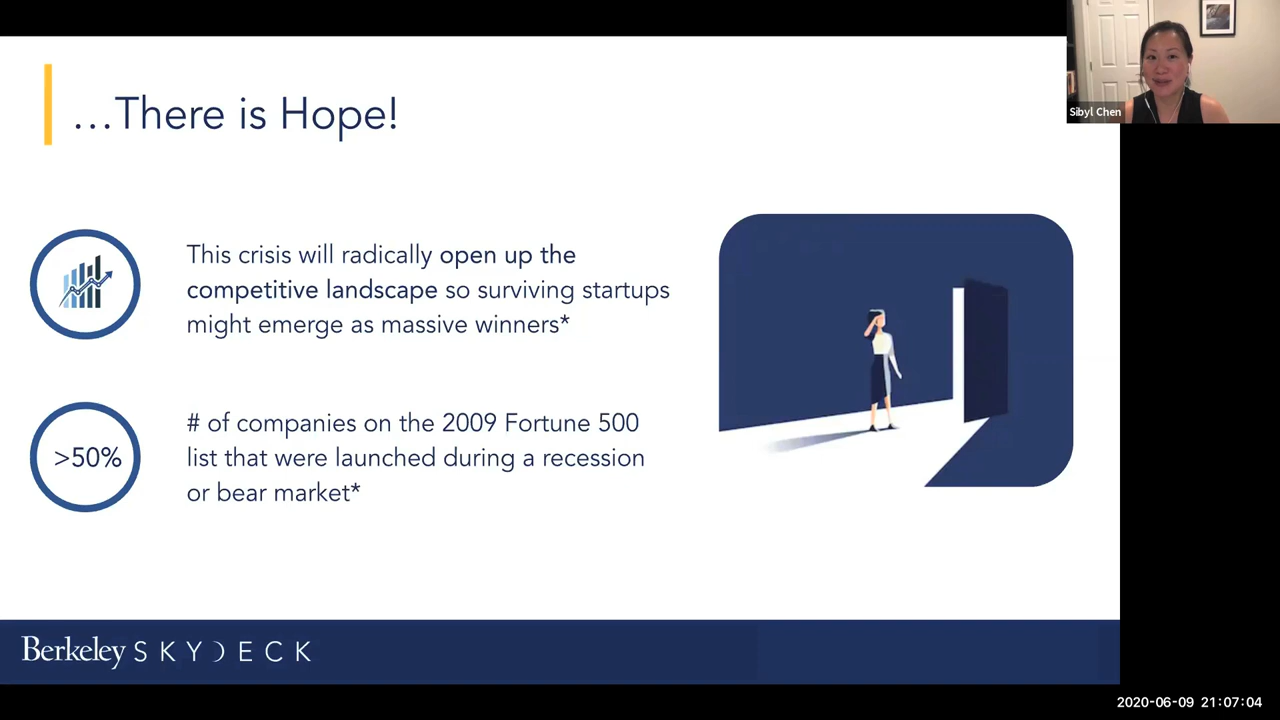 …There is Hope!
Sibyl Chen
This crisis will radically open up the
competitive landscape so surviving startups
might emerge as massive winners*
>50%
# of companies on the 2009 Fortune 500
list that were launched during a recession
or bear market*
Berkeley SKYDECK
2020-06-09 21:07:04